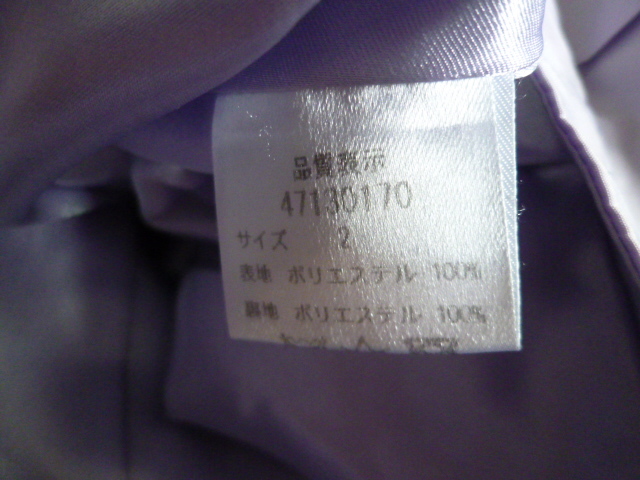 品質表示
47130170
サイズ 2
表地 ポリエステル 100%
裏地 ポリエステル 100%